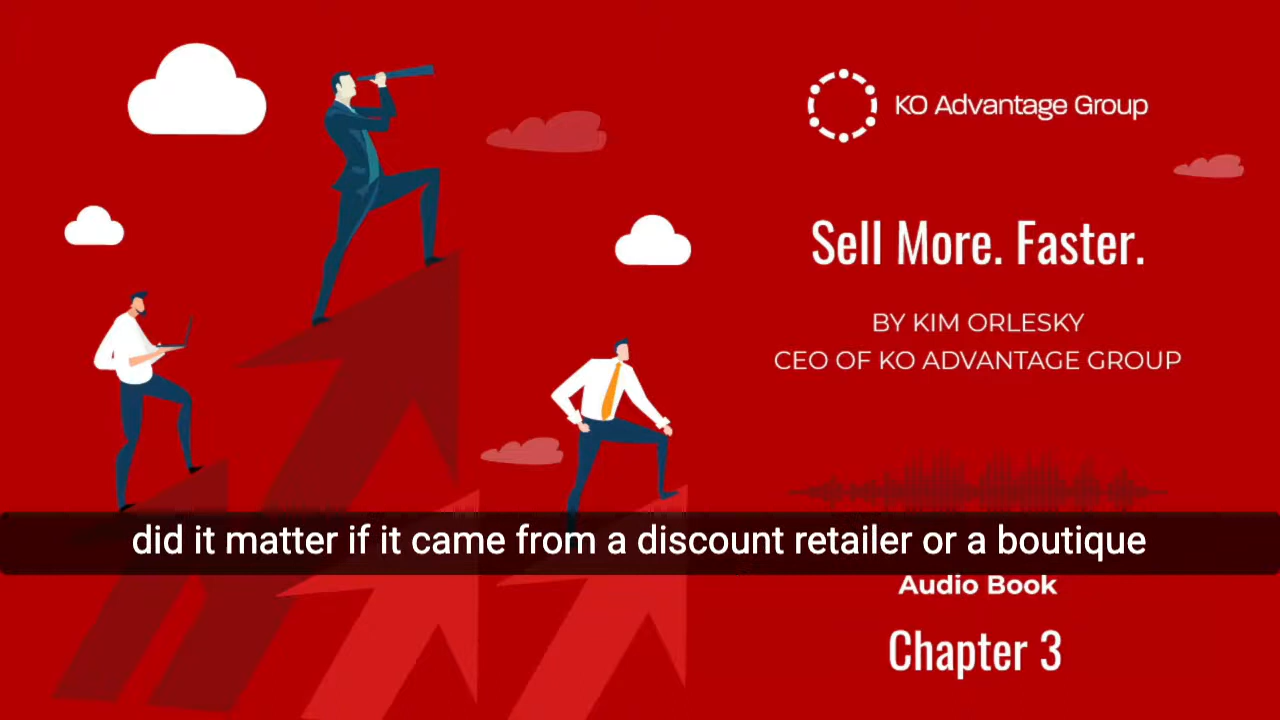 KO Advantage Group
Sell More. Faster.
BY KIM ORLESKY
CEO OF KO ADVANTAGE GROUP
did it matter if it came from a discount retailer or a boutique
Audio Book
Chapter 3